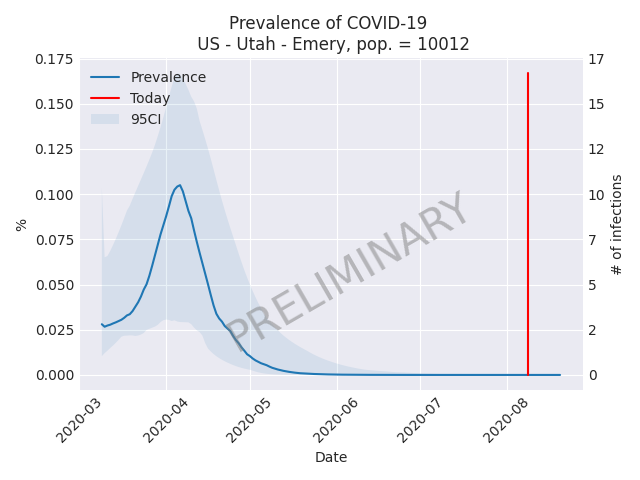 Prevalence of COVID-19
US - Utah - Emery, pop. = 10012
Prevalence
Today
95CI
PRELIMINARY
0.175
0.150
0.125
0.100
0.075
0.050
0.025
0.000
%
17
15
12
10
7
5
2
0
# of infections
2020-03
2020-04
2020-05
2020-06
2020-07
2020-08
Date